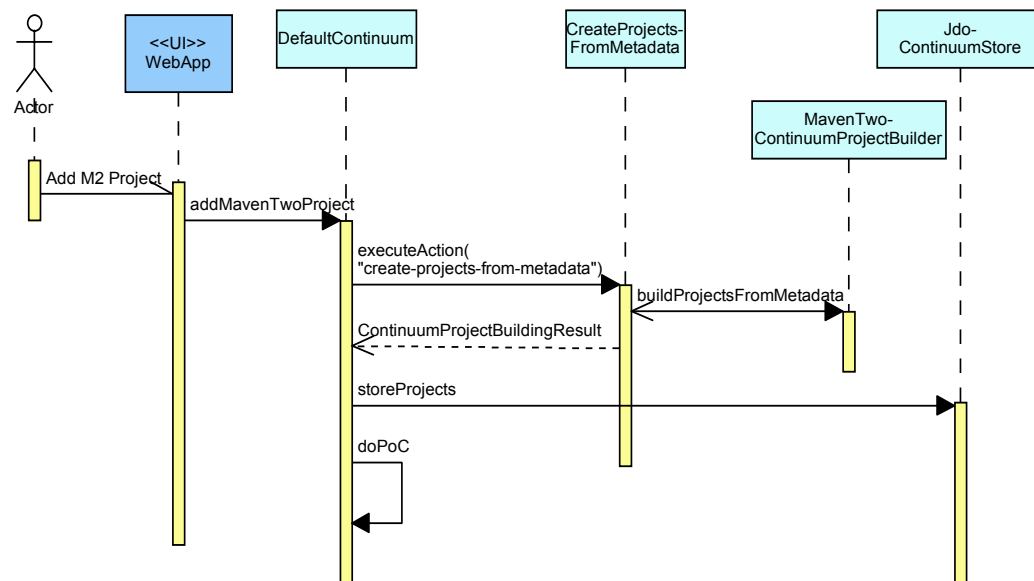 <<UI>>
WebApp
DefaultContinuum
CreateProjects-
FromMetadata
Jdo-
ContinuumStore
Actor
MavenTwo-
ContinuumProjectBuilder
Add M2 Project
addMavenTwoProject
executeAction(
"create-projects-from-metadata")
buildProjectsFromMetadata
ContinuumProjectBuildingResult
storeProjects
doPoC